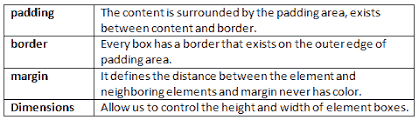 padding The content is surrounded by the padding area, exists
between content and border.
border Every box has a border that exists on the outer edge of
padding area.
margin It defines the distance between the element and
neighboring elements and margin never has color.
Dimensions Allow us to control the height and width of element boxes.